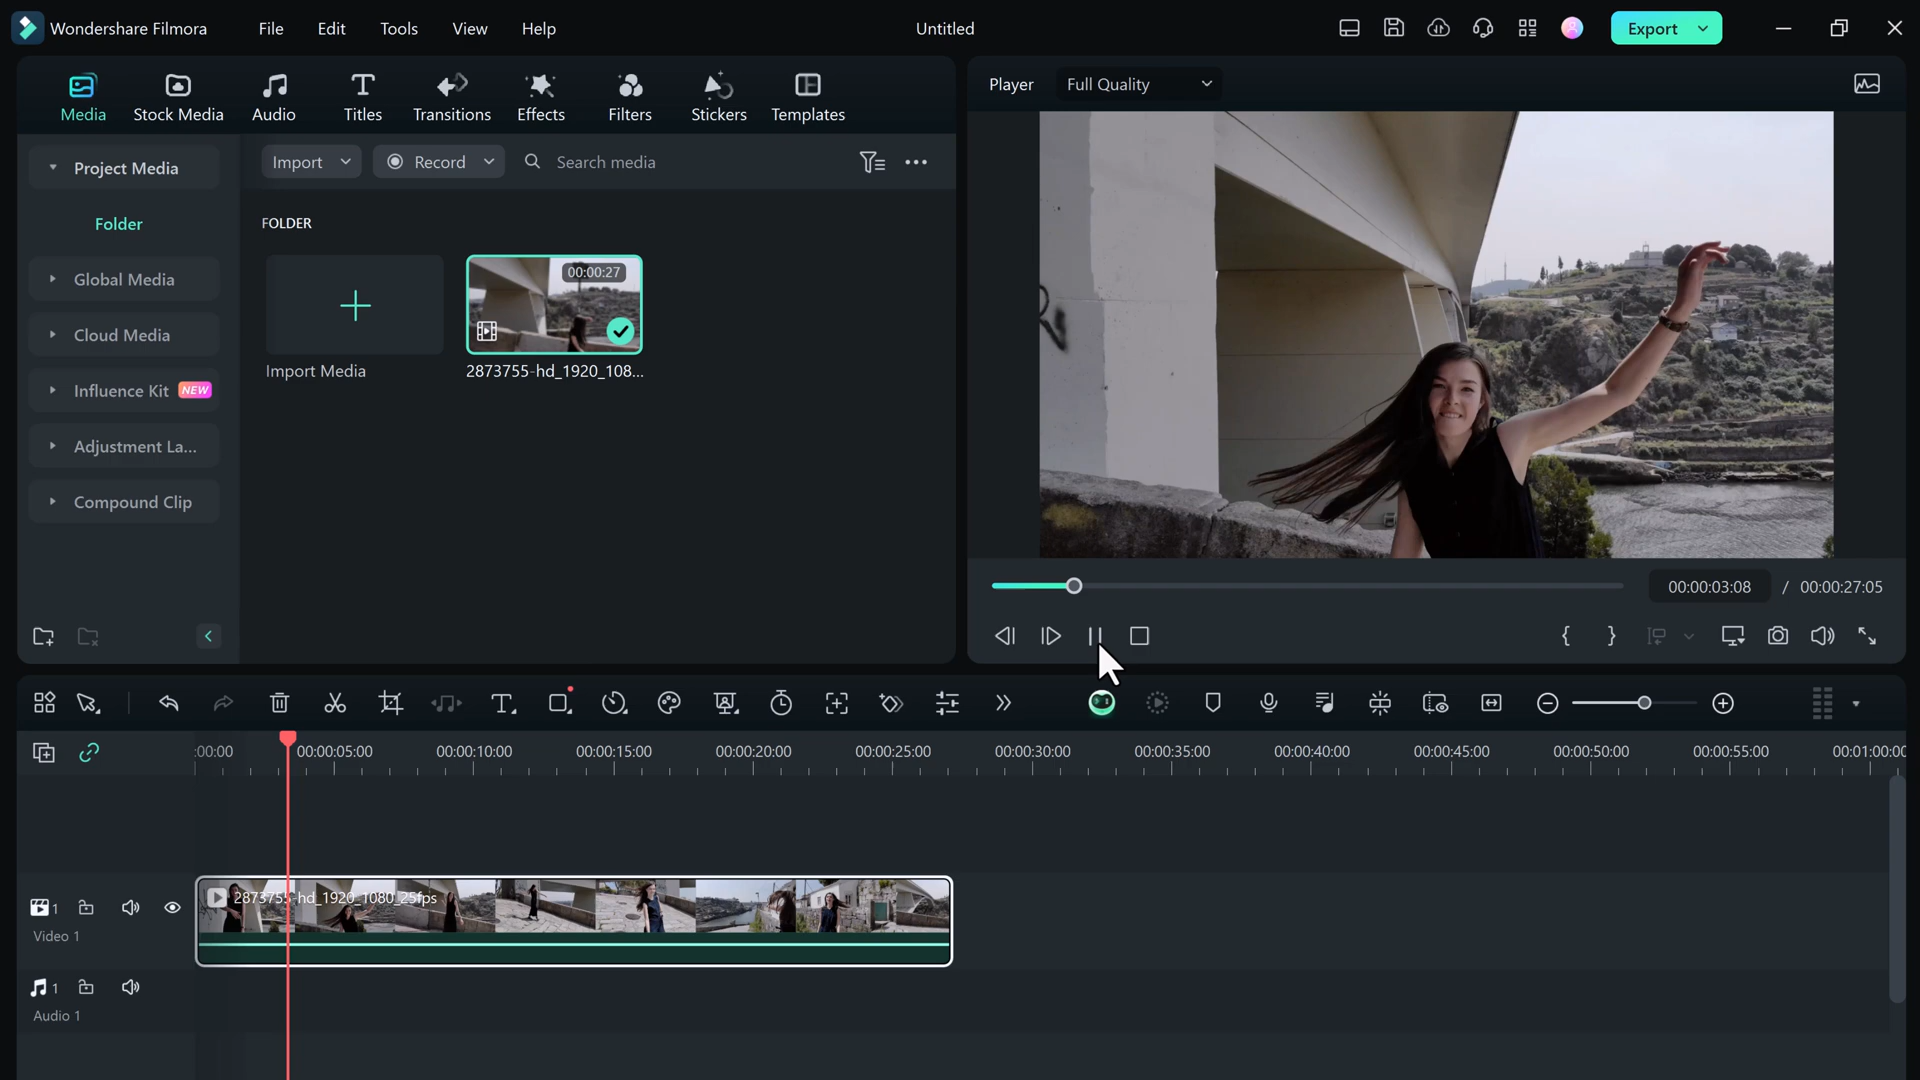 Wondershare Filmora File Edit Tools View Help Untitled Export
Media Stock Media Audio Titles Transitions Effects Filters Stickers Templates
Player Full Quality
Project Media
Folder
Global Media
Cloud Media
Influence Kit NEW
Adjustment La...
Compound Clip
Import Record Search media
FOLDER
Import Media
00:00:27
2873755-hd_1920_108...
00:00:03:08 / 00:00:27:05
:00:00 00:00:05:00 00:00:10:00 00:00:15:00 00:00:20:00 00:00:25:00 00:00:30:00 00:00:35:00 00:00:40:00 00:00:45:00 00:00:50:00 00:00:55:00 00:01:00:00
1
Video 1
2873755-hd_1920_1080_25fps
1
Audio 1